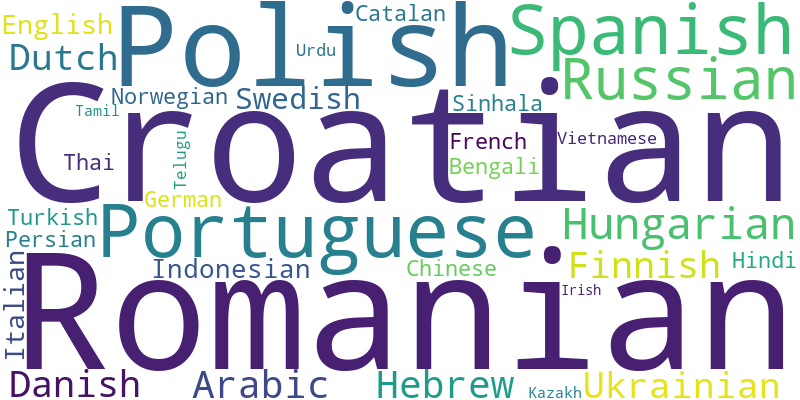 English
Polish
Catalan
Spanish
Dutch
Urdu
Russian
Norwegian
Swedish
Sinhala
Tamil
Croatian
Thai
Telugu
French
Vietnamese
Bengali
German
Turkish
Portuguese
Hungarian
Persian
Italian
Indonesian
Chinese
Finnish
Hindi
Romanian
Irish
Danish
Arabic
Hebrew
Kazakh
Ukrainian